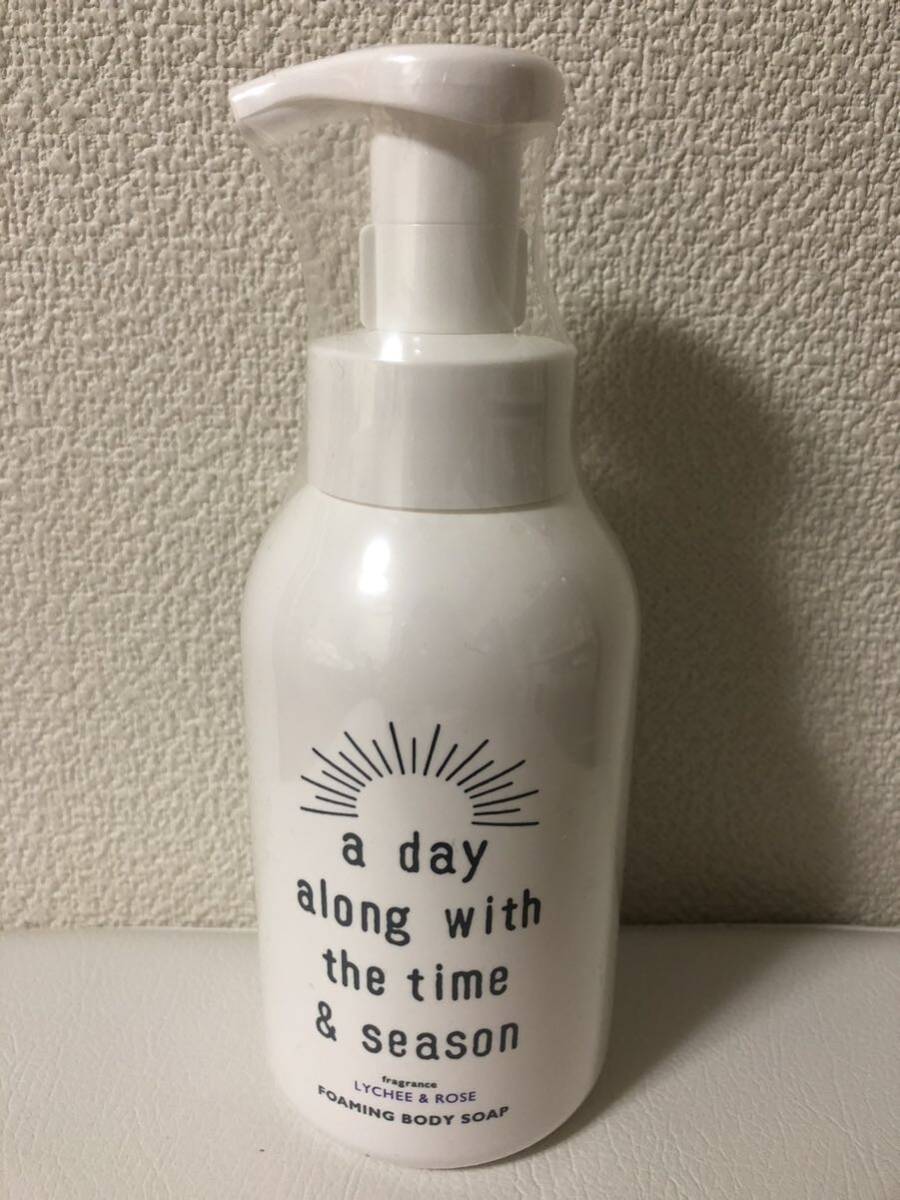 a day
along with
the time
& season
fragrance
LYCHEE & ROSE
FOAMING BODY SOAP